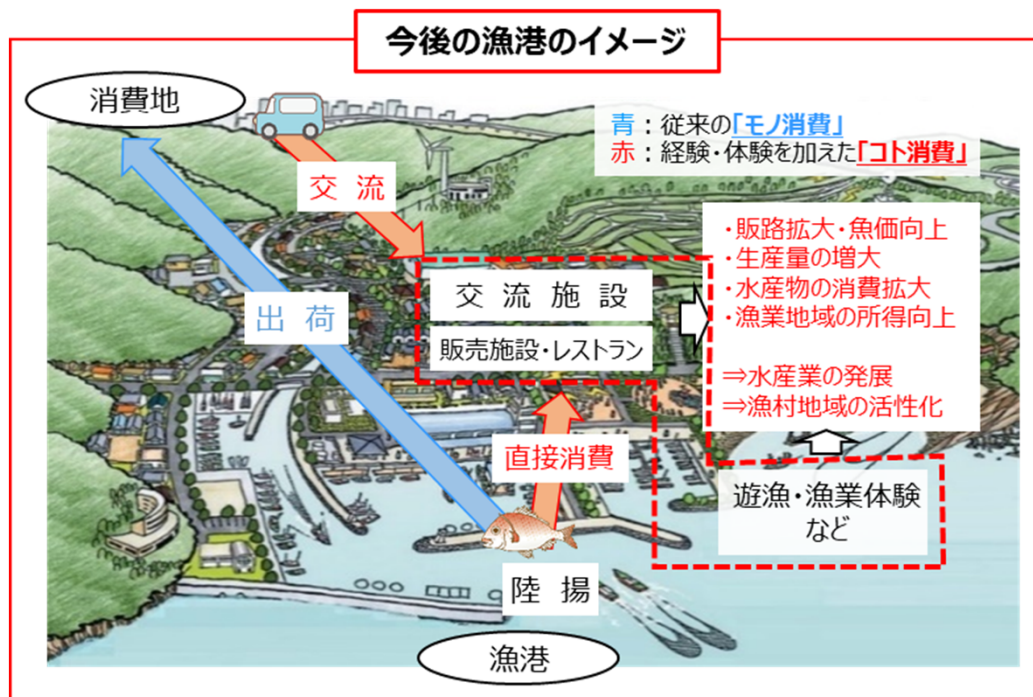 今後の漁港のイメージ
消費地
青：従来の「モノ消費」
赤：経験・体験を加えた「コト消費」
交流
・販路拡大・魚価向上
・生産量の増大
・水産物の消費拡大
・漁業地域の所得向上
⇒水産業の発展
⇒漁村地域の活性化
交流施設
出荷
販売施設・レストラン
直接消費
遊漁・漁業体験
など
陸揚
漁港